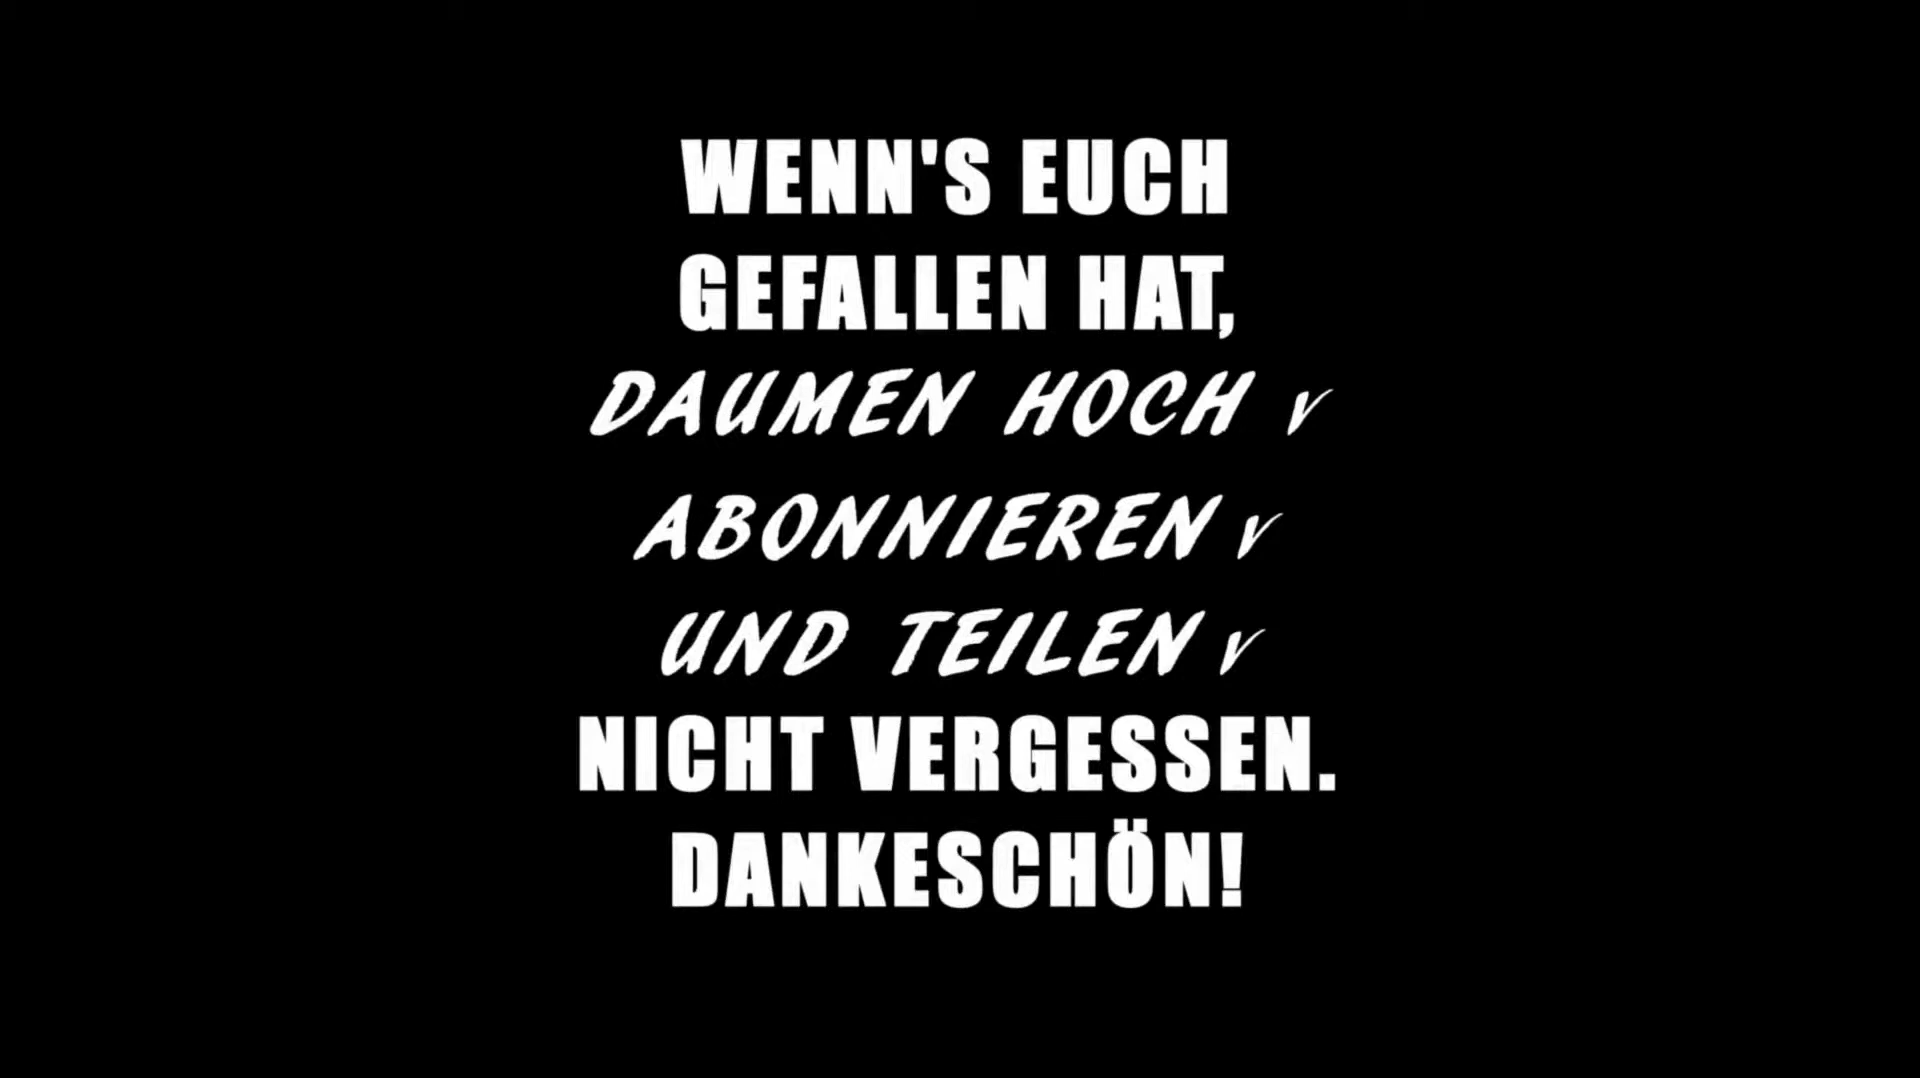 WENN'S EUCH
GEFALLEN HAT,
DAUMEN HOCH v
ABONNIEREN v
UND TEILEN v
NICHT VERGESSEN.
DANKESCHÖN!